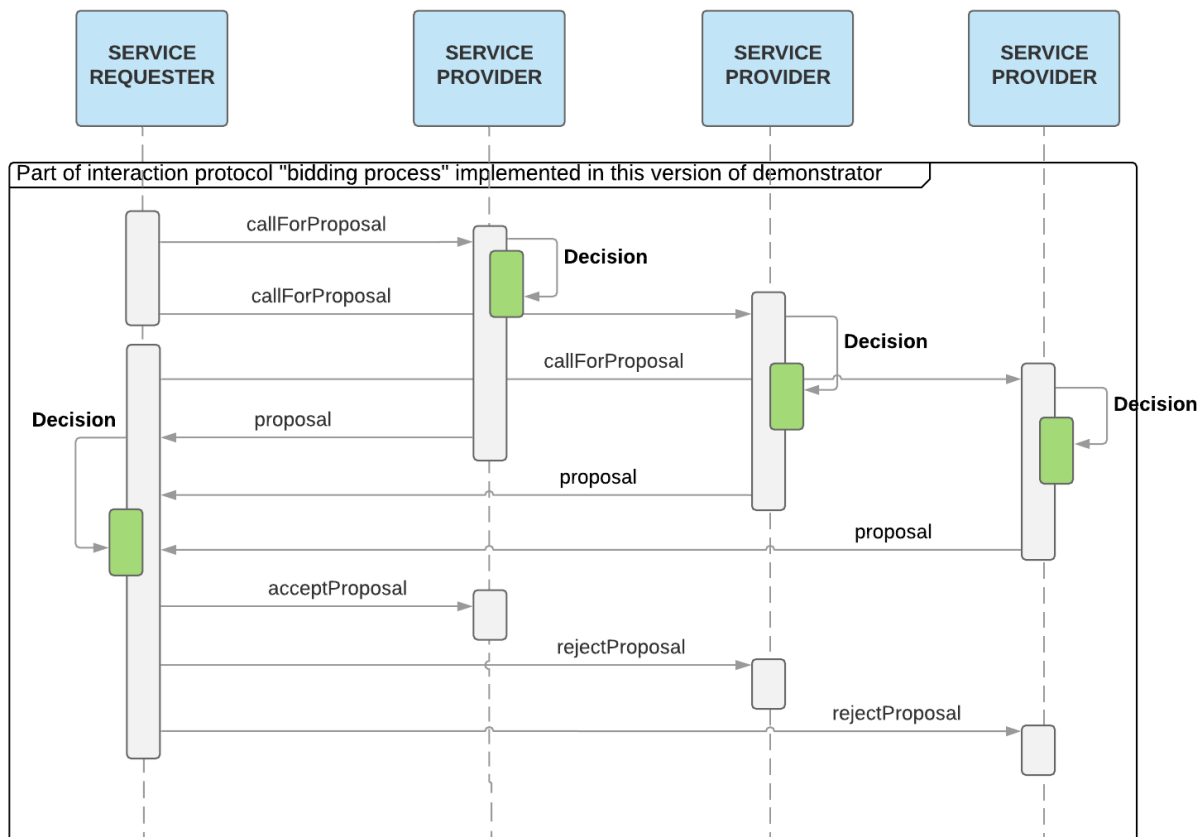 SERVICE
REQUESTER
SERVICE
PROVIDER
SERVICE
PROVIDER
SERVICE
PROVIDER
Part of interaction protocol "bidding process" implemented in this version of demonstrator
callForProposal
Decision
callForProposal
Decision
callForProposal
Decision
Decision
proposal
proposal
proposal
acceptProposal
rejectProposal
rejectProposal